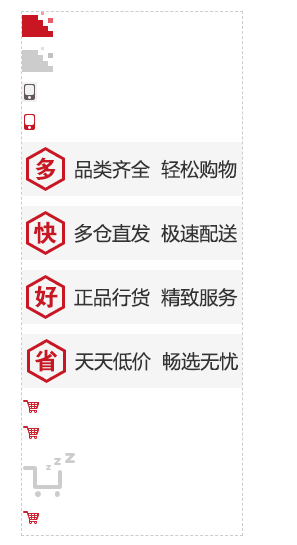 多 品类齐全 轻松购物
快 多仓直发 极速配送
好 正品行货 精致服务
省 天天低价 畅选无忧
z z z